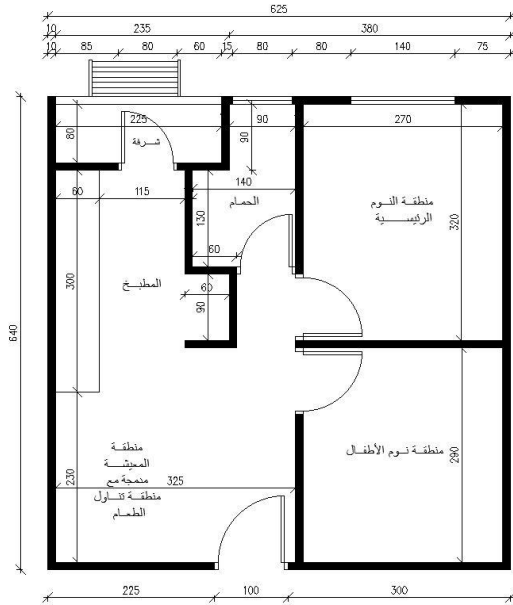 625
10 235 380
10 85 80 60 15 80 80 140 75
225 90 270
80
شرفة
90
60 115 140
الحمام
منطقة النوم
الرئيسية
130
320
60
المطبخ
300
60
90
640
منطقة
المعيشة
مندمجة مع
منطقة تناول
الطعام
منطقة نوم الأطفال
290
230
325
225 100 300